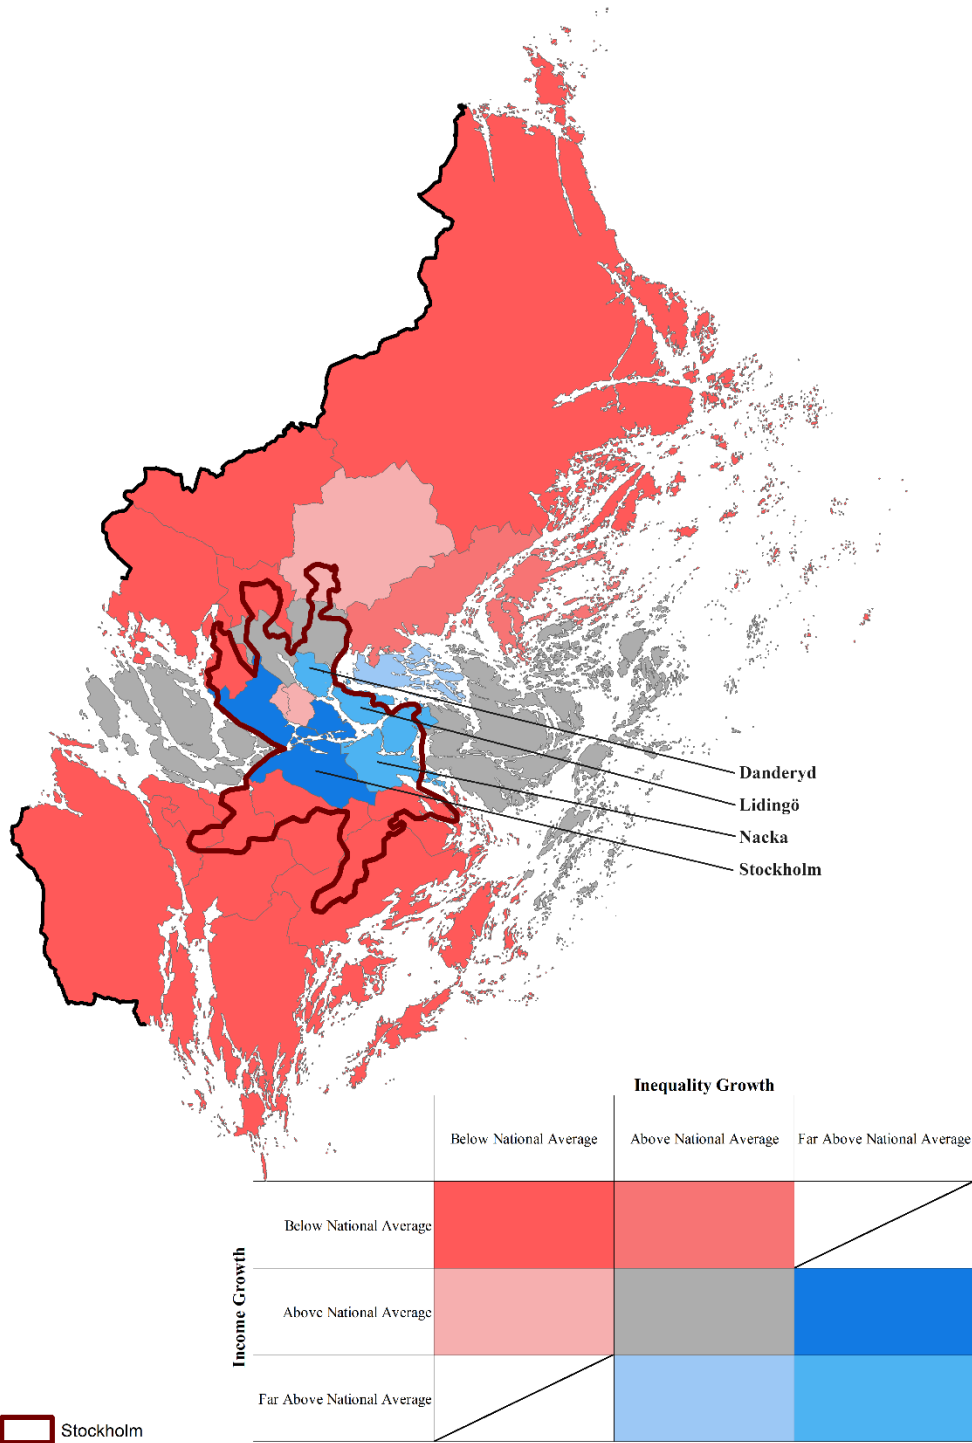 Danderyd
Lidingö
Nacka
Stockholm
Inequality Growth
Below National Average
Above National Average
Far Above National Average
Income Growth
Below National Average
Above National Average
Far Above National Average
Stockholm